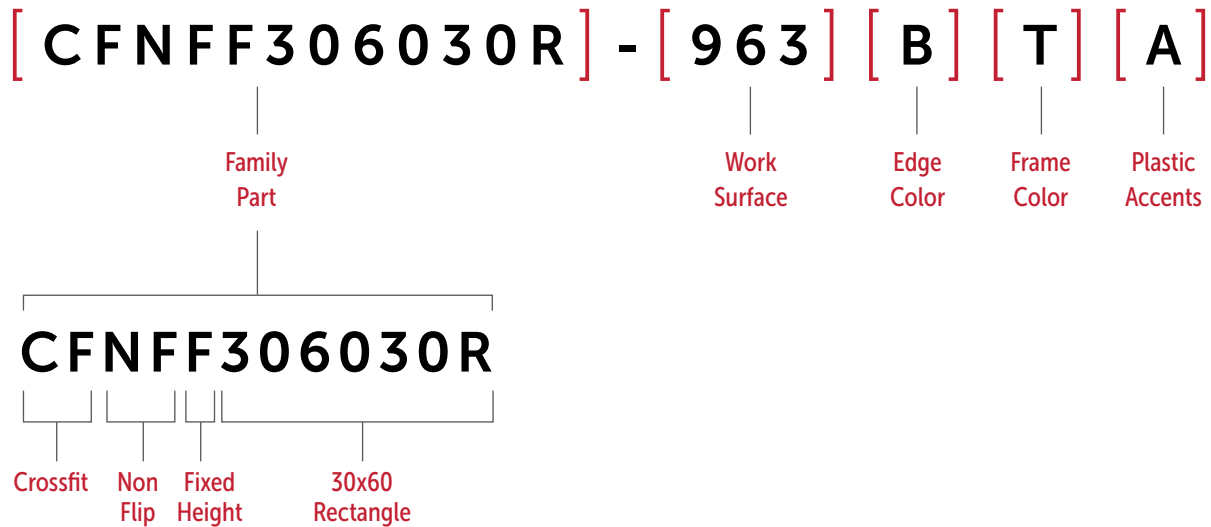 [ CFNFF306030R ] - [ 963 ] [ B ] [ T ] [ A ]
Family
Part
Work
Surface
Edge
Color
Frame
Color
Plastic
Accents
CFNFF306030R
Crossfit
Non
Flip
Fixed
Height
30x60
Rectangle